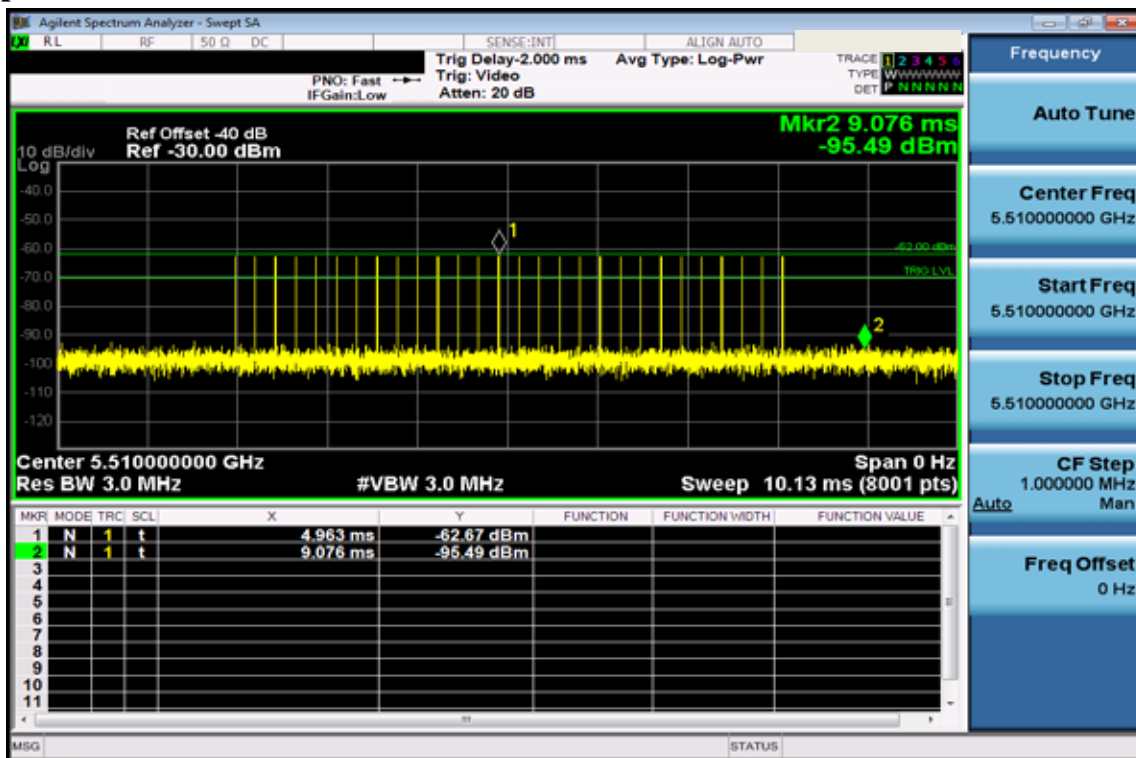 Agilent Spectrum Analyzer - Swept SA
RL RF 50 Ω DC SENSE:INT ALIGN AUTO
Trig Delay-2.000 ms Avg Type: Log-Pwr TRACE 1 2 3 4 5 6
PNO: Fast Trig: Video TYPE WWWWWW
IFGain:Low Atten: 20 dB DET P N N N N N
Mkr2 9.076 ms
-95.49 dBm
Ref Offset -40 dB
10 dB/div Ref -30.00 dBm
Log
-40.0
-50.0
1
-60.0
-62.00 dBm
-70.0
TRIG LVL
-80.0
-90.0
2
-100
-110
-120
Center 5.510000000 GHz Span 0 Hz
Res BW 3.0 MHz #VBW 3.0 MHz Sweep 10.13 ms (8001 pts)
MKR MODE TRC SCL X Y FUNCTION FUNCTION WIDTH FUNCTION VALUE
1 N 1 t 4.963 ms -62.67 dBm
2 N 1 t 9.076 ms -95.49 dBm
3
4
5
6
7
8
9
10
11
MSG STATUS
Frequency
Auto Tune
Center Freq
5.510000000 GHz
Start Freq
5.510000000 GHz
Stop Freq
5.510000000 GHz
CF Step
1.000000 MHz
Auto Man
Freq Offset
0 Hz